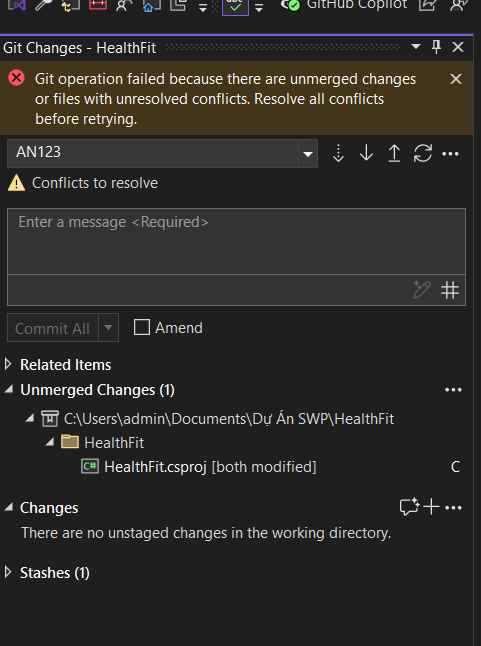 GitHub Copilot
Git Changes - HealthFit
Git operation failed because there are unmerged changes
or files with unresolved conflicts. Resolve all conflicts
before retrying.
AN123
Conflicts to resolve
Enter a message <Required>
Commit All
Amend
Related Items
Unmerged Changes (1)
C:\Users\admin\Documents\Dự Án SWP\HealthFit
HealthFit
C# HealthFit.csproj [both modified] C
Changes
There are no unstaged changes in the working directory.
Stashes (1)